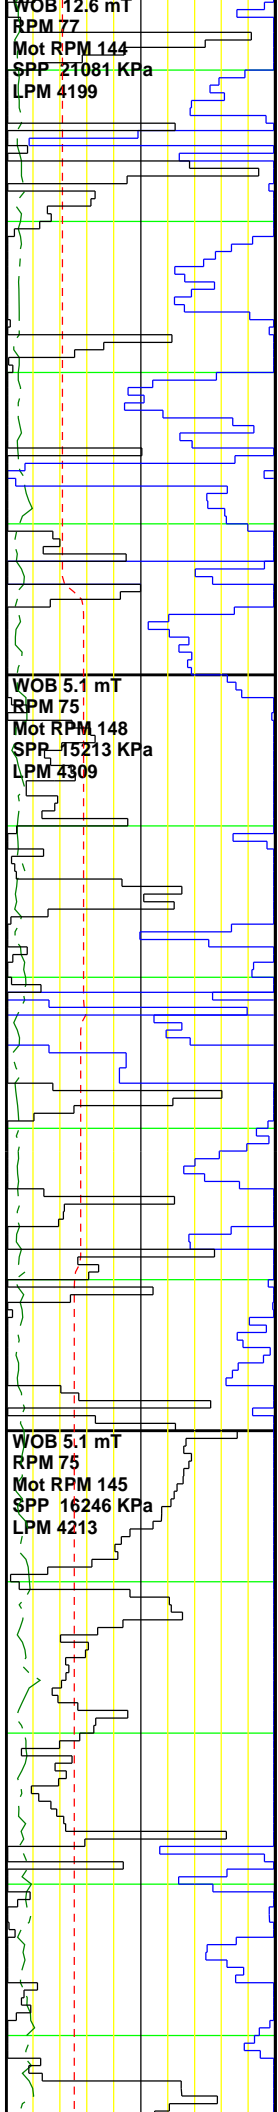 WOB 12.6 mT
RPM 77
Mot RPM 144
SPP 21081 KPa
LPM 4199
WOB 5.1 mT
RPM 75
Mot RPM 148
SPP 15213 KPa
LPM 4309
WOB 5.1 mT
RPM 75
Mot RPM 145
SPP 16246 KPa
LPM 4213